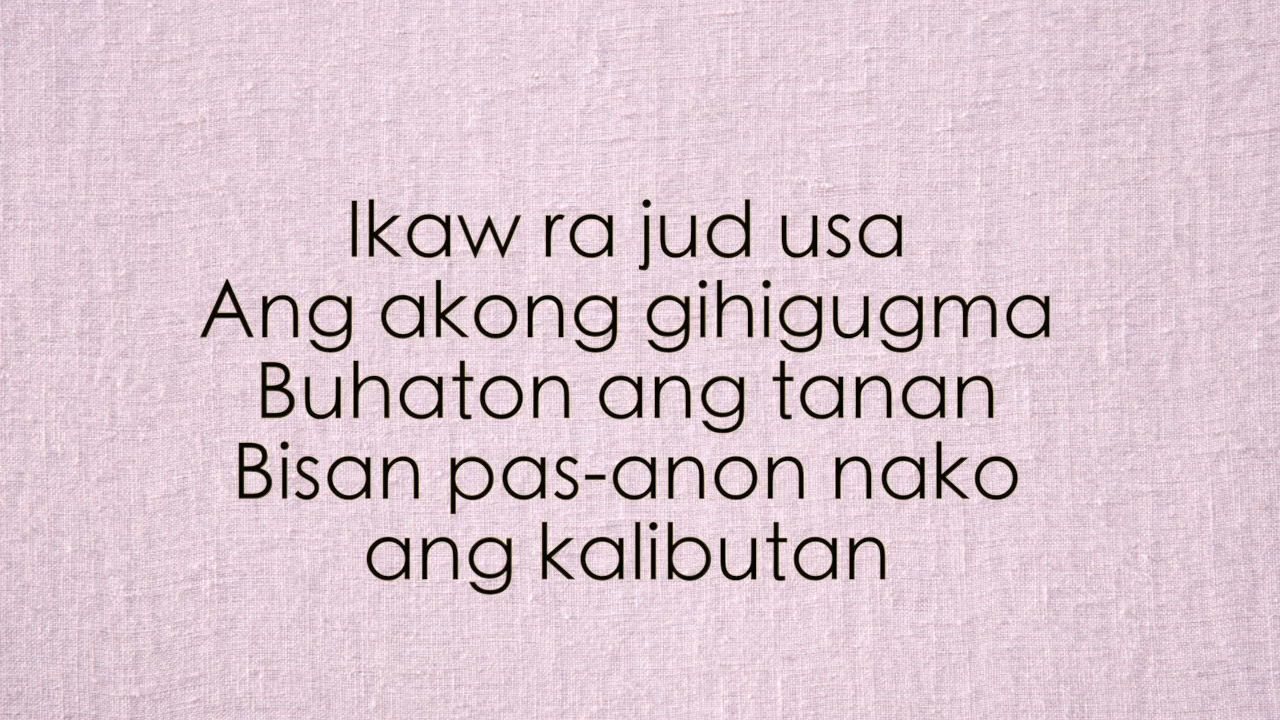 Ikaw ra jud usa
Ang akong gihigugma
Buhaton ang tanan
Bisan pas-anon nako
ang kalibutan